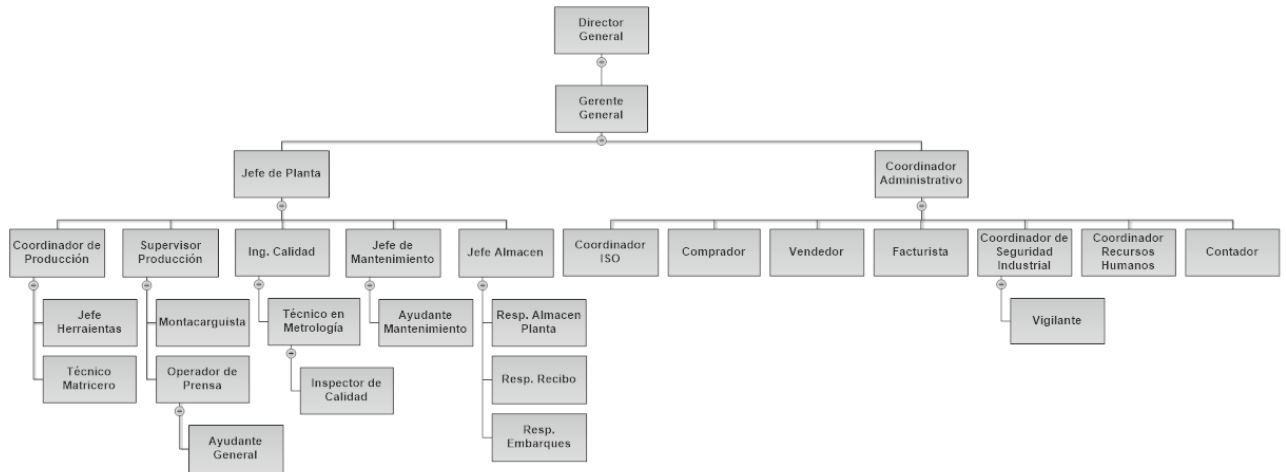 Director
General
Gerente
General
Jefe de Planta
Coordinador
Administrativo
Coordinador de
Producción
Supervisor
Producción
Ing. Calidad
Jefe de
Mantenimiento
Jefe Almacen
Coordinador
ISO
Comprador
Vendedor
Facturista
Coordinador de
Seguridad
Industrial
Coordinador
Recursos
Humanos
Contador
Jefe
Herraientas
Montacarguista
Técnico en
Metrología
Ayudante
Mantenimiento
Resp. Almacen
Planta
Vigilante
Técnico
Matricero
Operador de
Prensa
Inspector de
Calidad
Resp. Recibo
Ayudante
General
Resp.
Embarques